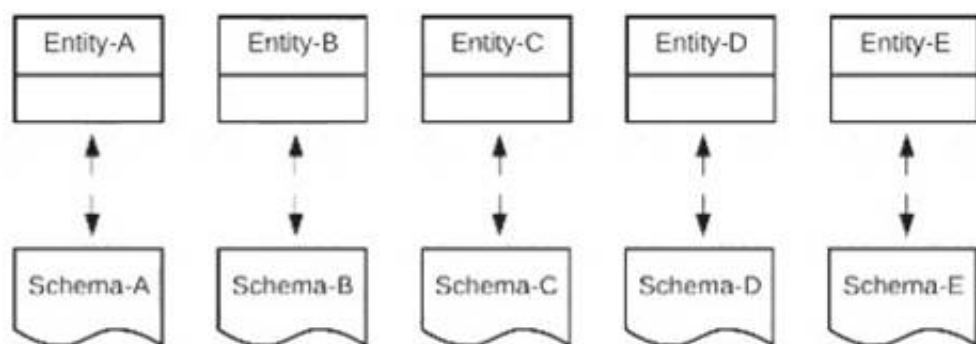 Entity-A
Entity-B
Entity-C
Entity-D
Entity-E
Schema-A
Schema-B
Schema-C
Schema-D
Schema-E